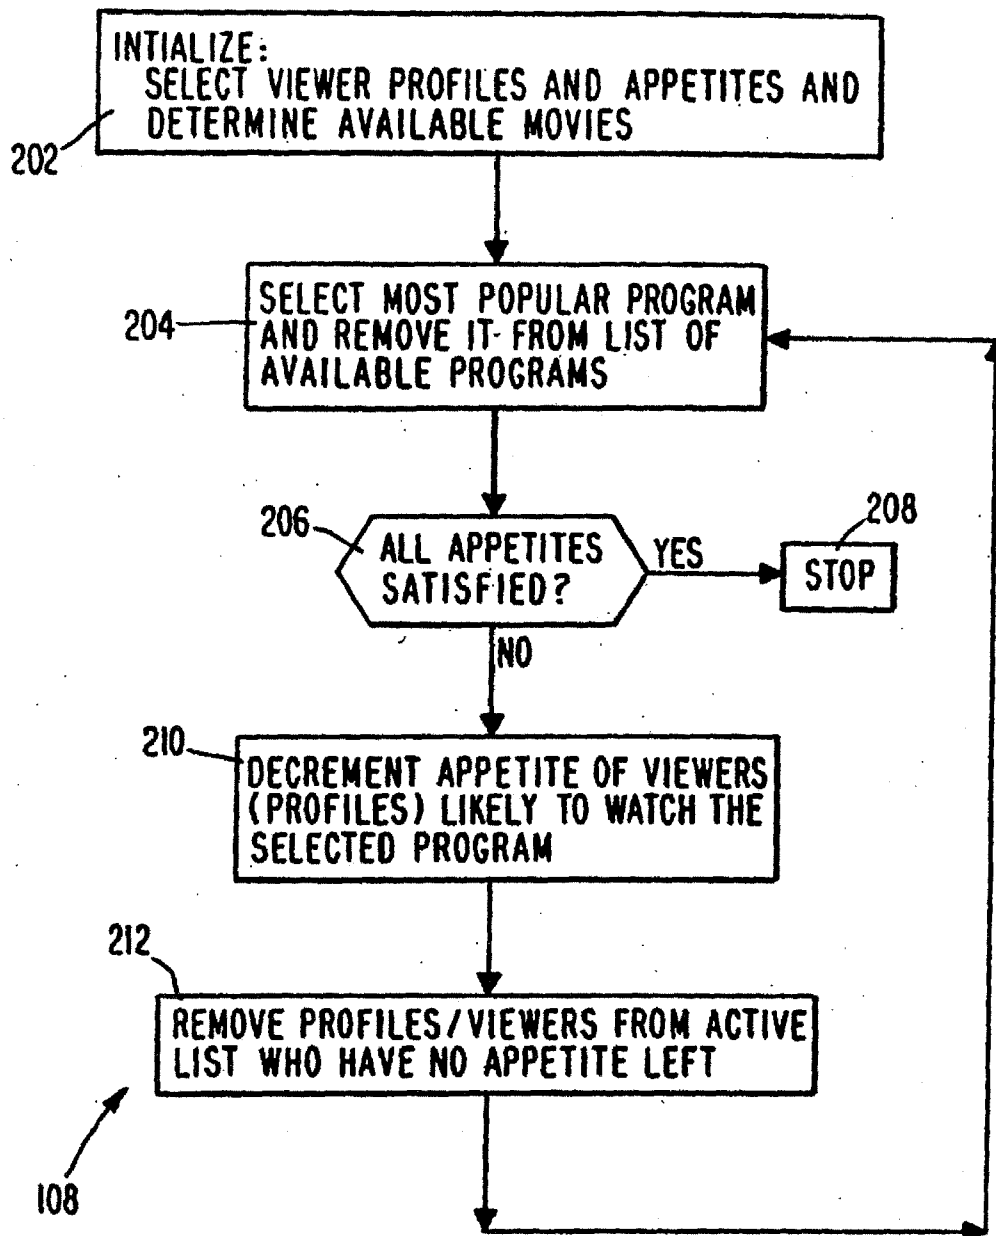 INTIALIZE:
SELECT VIEWER PROFILES AND APPETITES AND
DETERMINE AVAILABLE MOVIES
202
SELECT MOST POPULAR PROGRAM
AND REMOVE IT FROM LIST OF
AVAILABLE PROGRAMS
204
206
ALL APPETITES
SATISFIED?
YES
208
STOP
NO
210
DECREMENT APPETITE OF VIEWERS
(PROFILES) LIKELY TO WATCH THE
SELECTED PROGRAM
212
REMOVE PROFILES/VIEWERS FROM ACTIVE
LIST WHO HAVE NO APPETITE LEFT
108